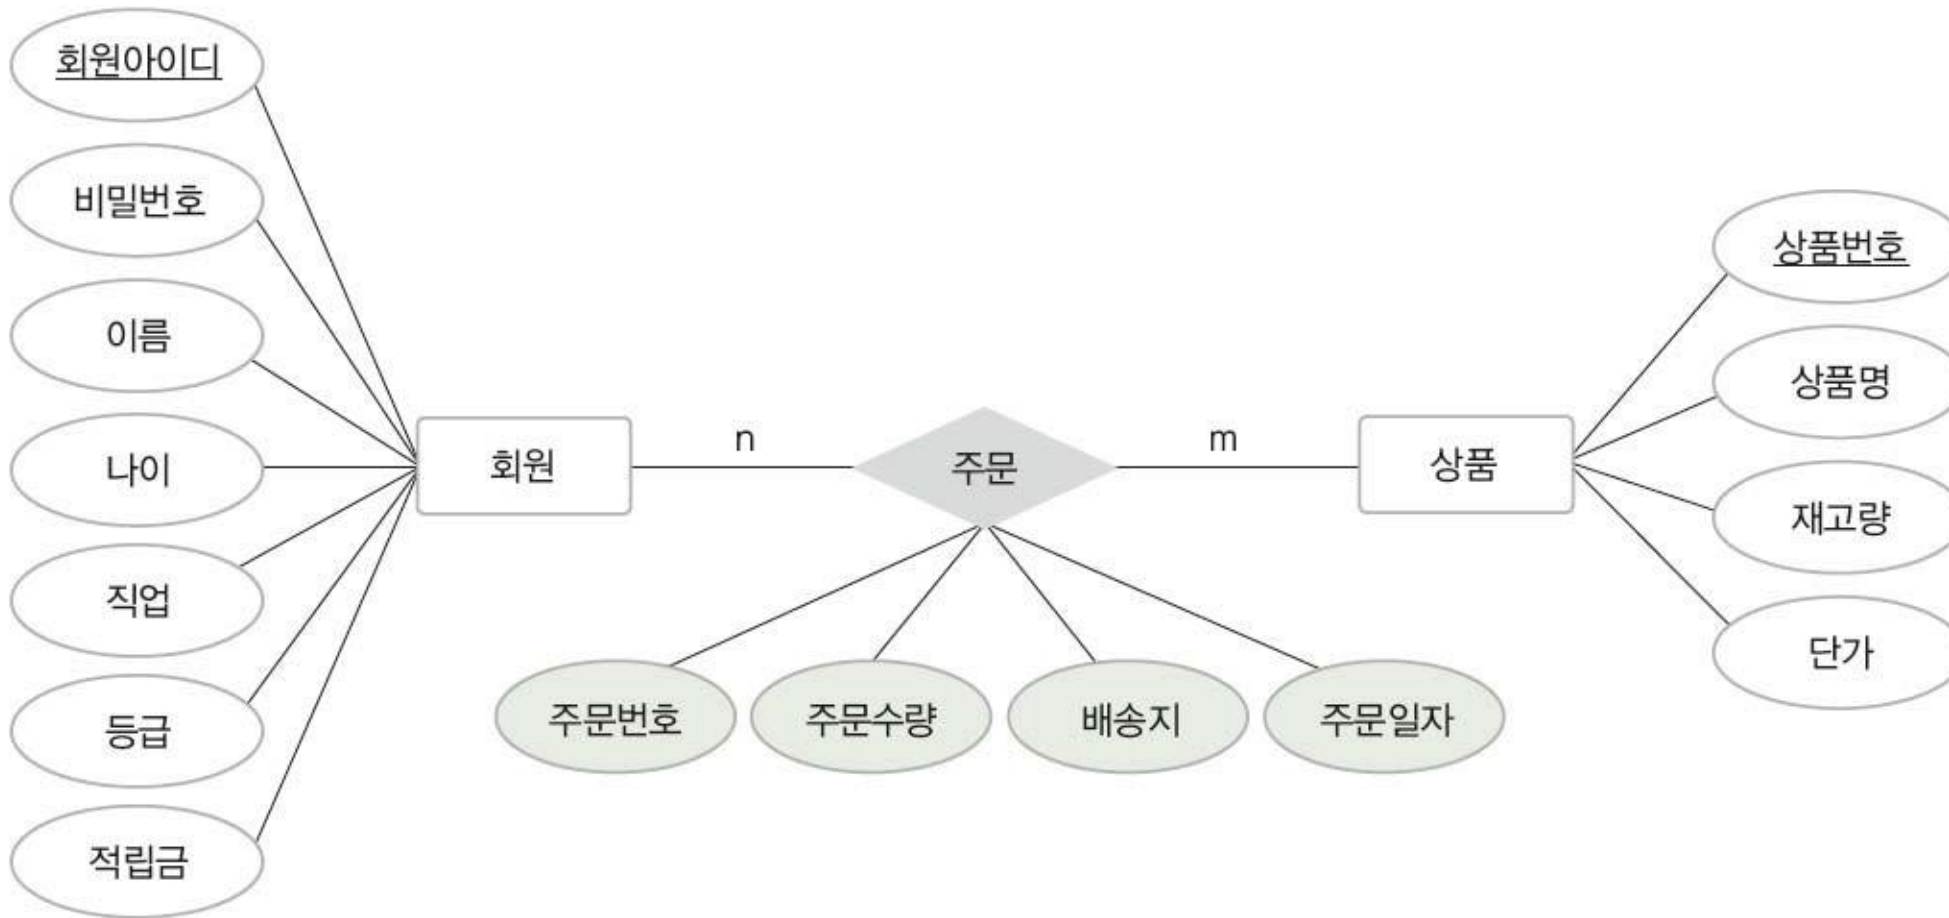 회원아이디
비밀번호
이름
나이
직업
등급
적립금
회원
n
주문
m
상품
주문번호
주문수량
배송지
주문일자
상품번호
상품명
재고량
단가